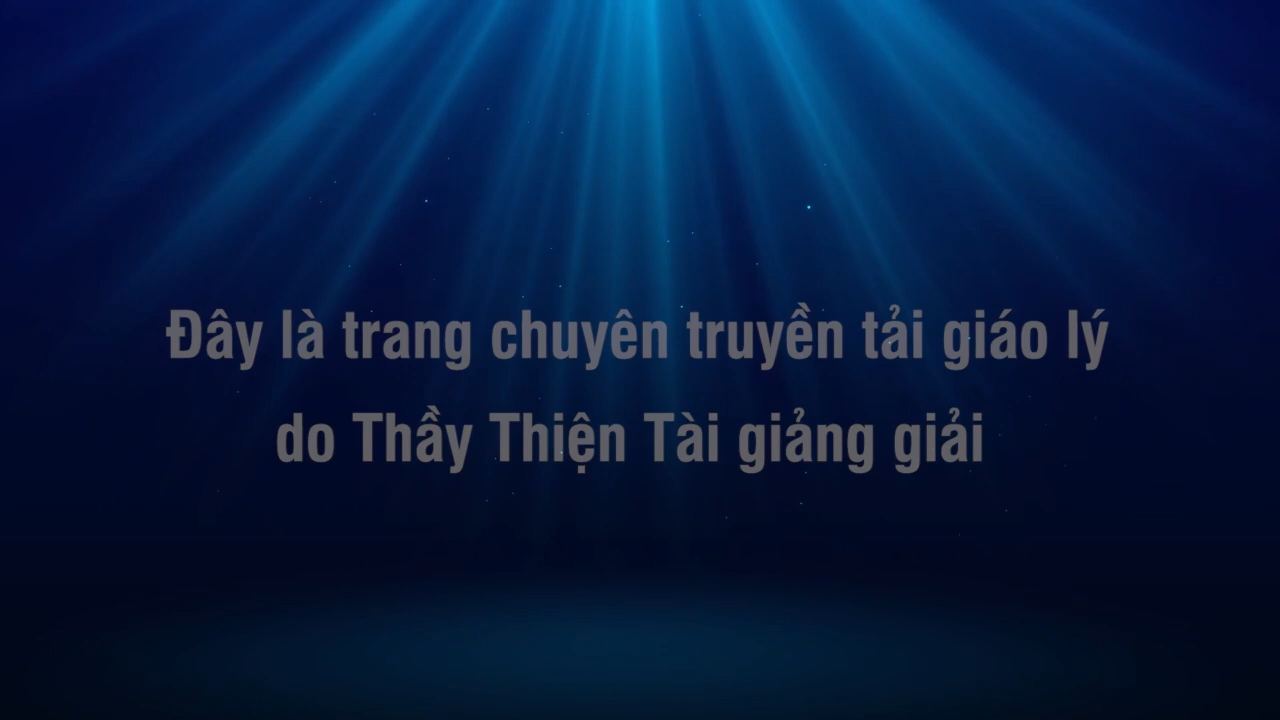 Đây là trang chuyên truyền tải giáo lý
do Thầy Thiện Tài giảng giải